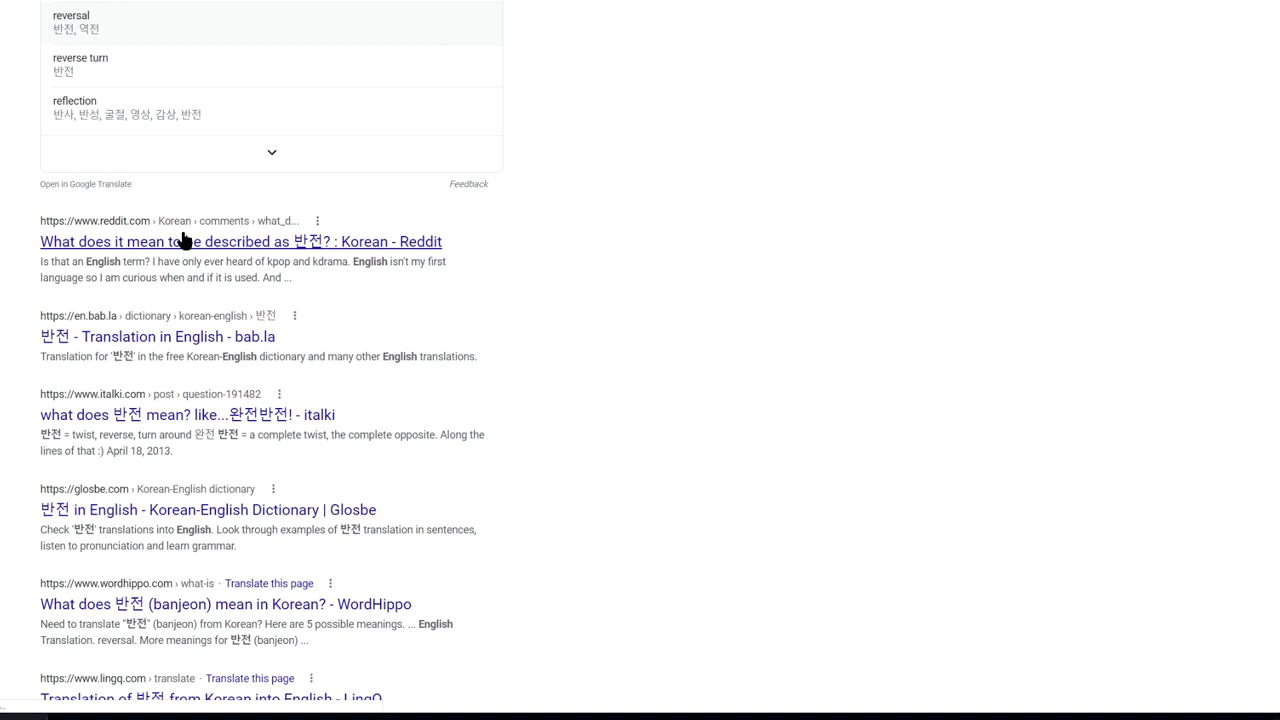 reversal
반전, 역전
reverse turn
반전
reflection
반사, 반성, 굴절, 영상, 감상, 반전
Open in Google Translate
Feedback
https://www.reddit.com › Korean › comments › what_d...
What does it mean to be described as 반전? : Korean - Reddit
Is that an English term? I have only ever heard of kpop and kdrama. English isn't my first
language so I am curious when and if it is used. And ...
https://en.bab.la › dictionary › korean-english › 반전
반전 - Translation in English - bab.la
Translation for '반전' in the free Korean-English dictionary and many other English translations.
https://www.italki.com › post › question-191482
what does 반전 mean? like...완전반전! - italki
반전 = twist, reverse, turn around 완전 반전 = a complete twist, the complete opposite. Along the
lines of that :) April 18, 2013.
https://glosbe.com › Korean-English dictionary
반전 in English - Korean-English Dictionary | Glosbe
Check '반전' translations into English. Look through examples of 반전 translation in sentences,
listen to pronunciation and learn grammar.
https://www.wordhippo.com › what-is · Translate this page
What does 반전 (banjeon) mean in Korean? - WordHippo
Need to translate "반전" (banjeon) from Korean? Here are 5 possible meanings. ... English
Translation. reversal. More meanings for 반전 (banjeon) ...
https://www.lingq.com › translate · Translate this page
Translation of 반전 from Korean into English - LingQ